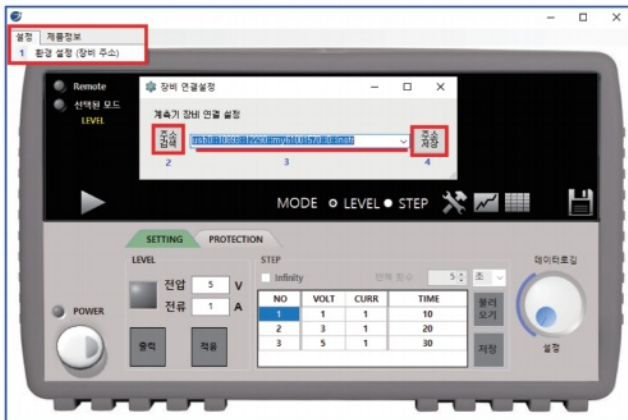 설정 제품정보
1 환경 설정 (장비 주소)
Remote
선택된 모드
LEVEL
장비 연결설정
계측기 장비 연결 설정
주소
검색
주소
저장
2 3 4
MODE LEVEL STEP
SETTING PROTECTION
LEVEL
전압 5 V
전류 1 A
출력 적용
POWER
STEP
Infinity 반복 횟수 5 초
NO VOLT CURR TIME
1 1 1 10
2 3 1 20
3 5 1 30
불러
오기
저장
데이터로깅
설정